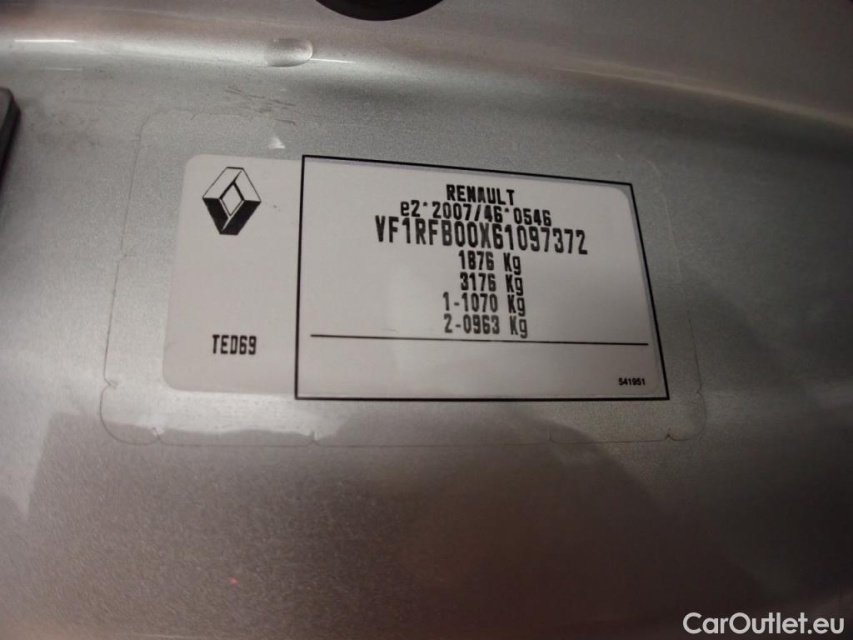 RENAULT
e2*2007/46*0546
VF1RFB00X61097372
1876 Kg
3176 Kg
1-1070 Kg
2-0963 Kg
TED69
541951
CarOutlet.eu